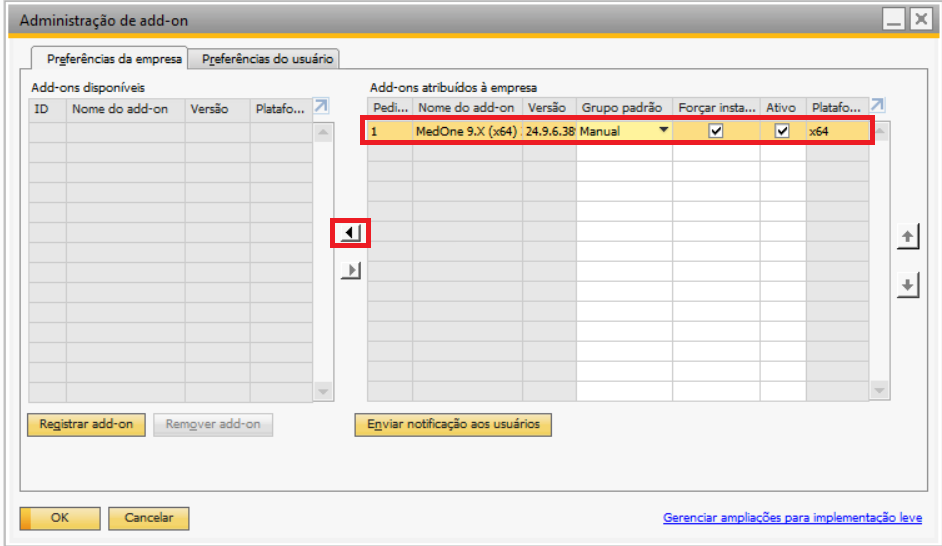 Administração de add-on
Preferências da empresa Preferências do usuário
Add-ons disponíveis Add-ons atribuídos à empresa
ID Nome do add-on Versão Platafo... Pedi... Nome do add-on Versão Grupo padrão Forçar insta... Ativo Platafo...
1 MedOne 9.X (x64) 24.9.6.38 Manual x64
Registrar add-on Remover add-on Enviar notificação aos usuários
OK Cancelar Gerenciar ampliações para implementação leve